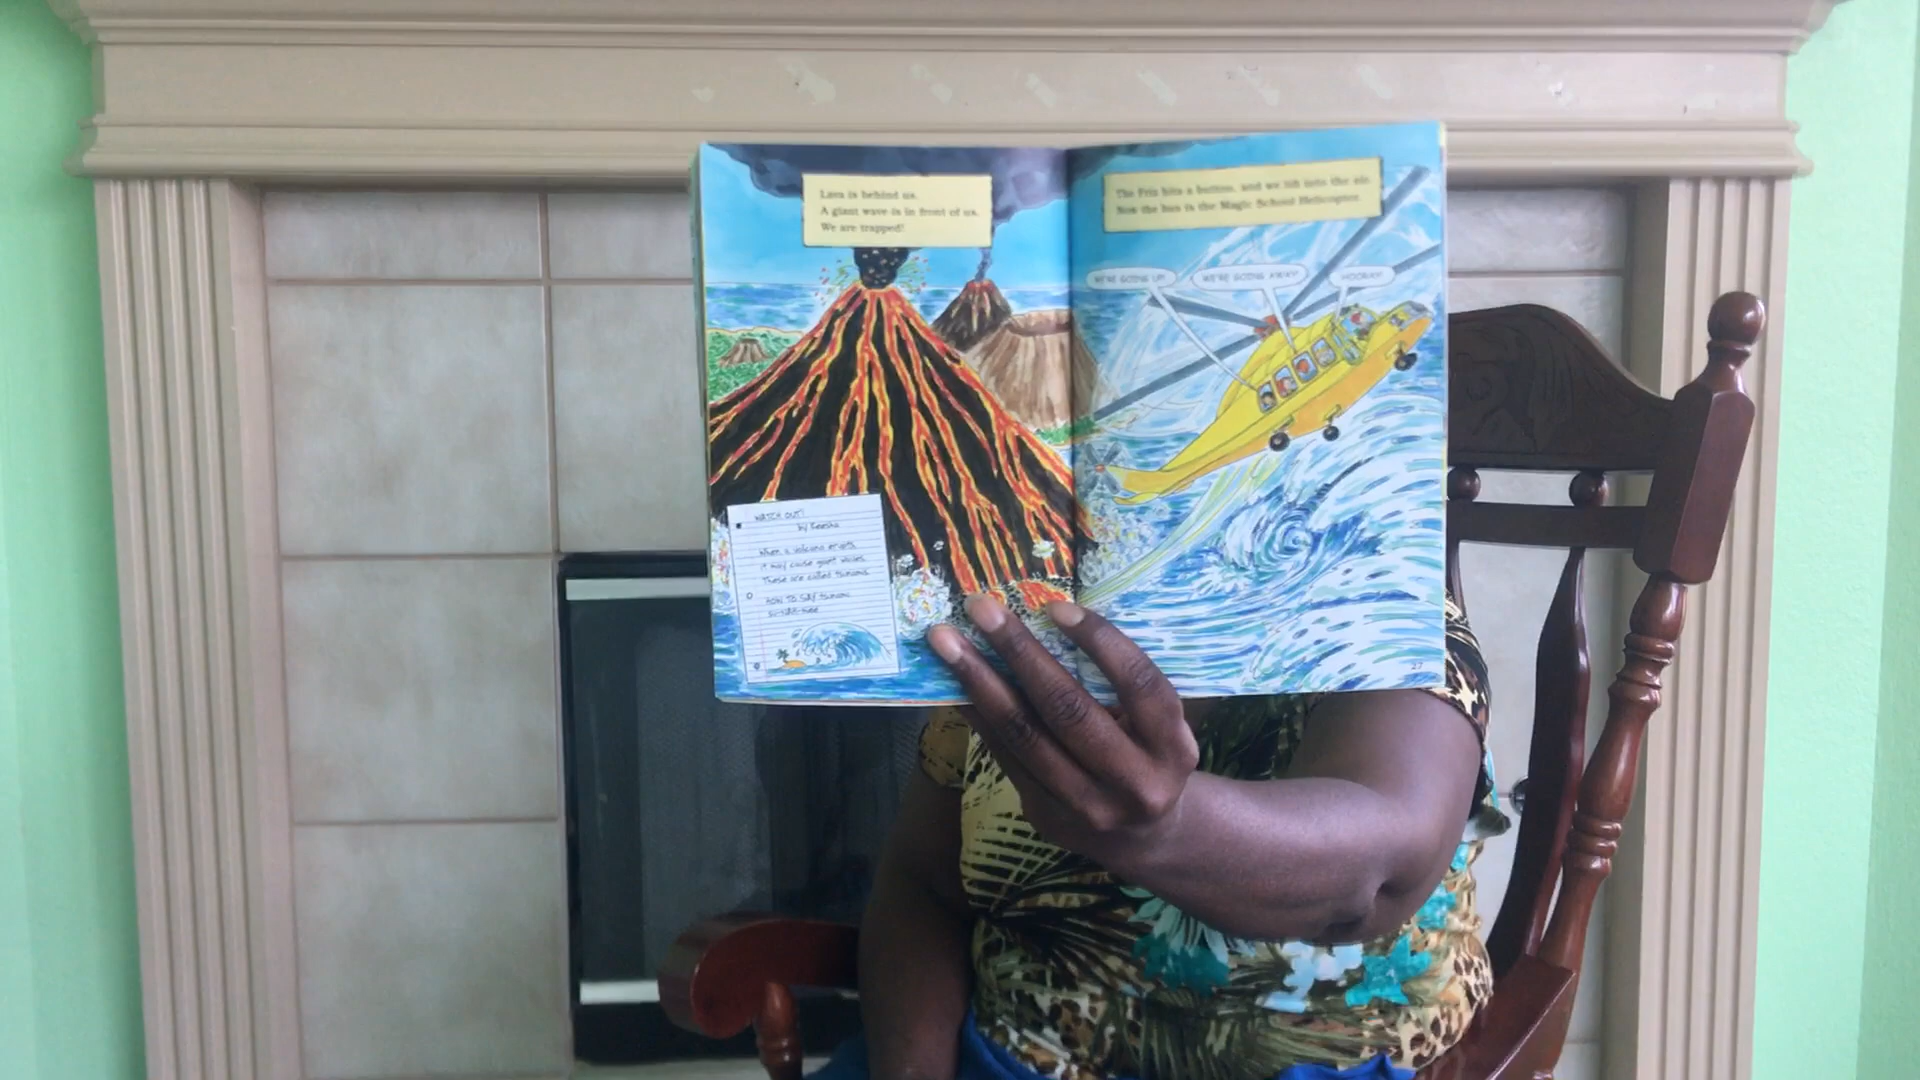 Lava is behind us.
A giant wave is in front of us.
We are trapped!
WATCH OUT!
by Keesha
When a volcano erupts,
it may cause giant waves.
These are called tsunamis.
HOW TO SAY tsunami
su-NAH-mee
The Friz hits a button, and we lift into the air.
Now the bus is the Magic School Helicopter.
WE'RE GOING UP!
WE'RE GOING AWAY!
HOORAY!
27